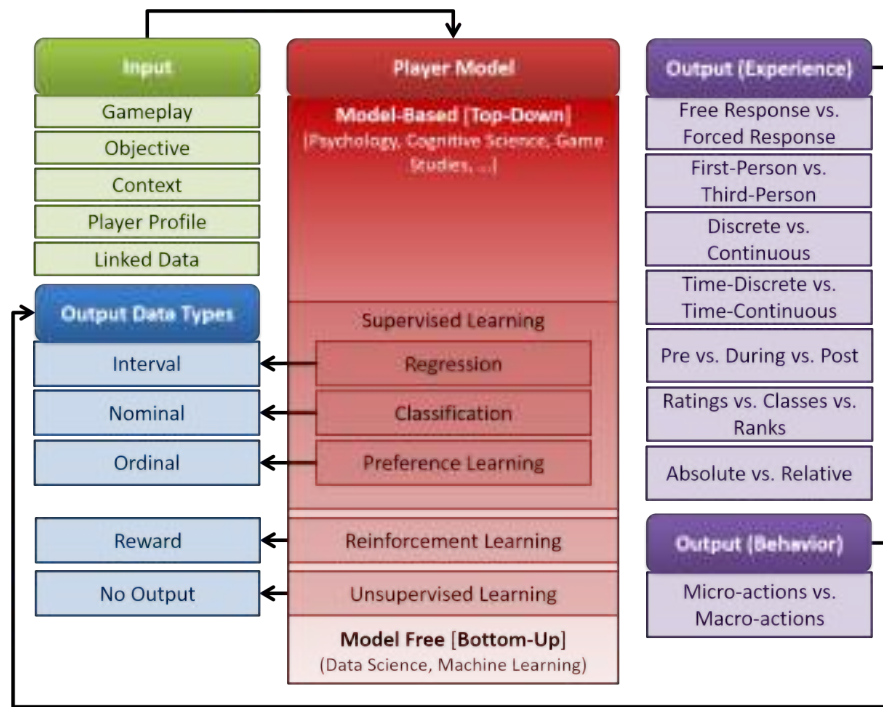 Input
Gameplay
Objective
Context
Player Profile
Linked Data
Output Data Types
Interval
Nominal
Ordinal
Reward
No Output
Player Model
Model-Based [Top-Down]
(Psychology, Cognitive Science, Game
Studies, ...)
Supervised Learning
Regression
Classification
Preference Learning
Reinforcement Learning
Unsupervised Learning
Model Free [Bottom-Up]
(Data Science, Machine Learning)
Output (Experience)
Free Response vs.
Forced Response
First-Person vs.
Third-Person
Discrete vs.
Continuous
Time-Discrete vs.
Time-Continuous
Pre vs. During vs. Post
Ratings vs. Classes vs.
Ranks
Absolute vs. Relative
Output (Behavior)
Micro-actions vs.
Macro-actions